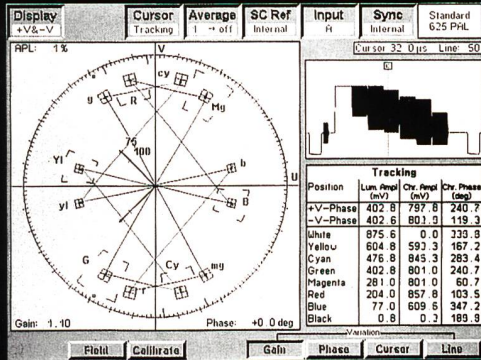 Display Cursor Average SC Ref Input Sync Standard
+V&-V Tracking 1 → off Internal A Internal 625 PAL
APL: 1% V Cursor 32.0 µs Line: 50
cy
g R Mg
75
100
Yl b
U
yl B
G Cy mg
r
Gain: 1.10 Phase: +0.0 deg
Tracking
Position Lum. Ampl (mV) Chr. Ampl (mV) Chr. Phase (deg)
+V-Phase 402.8 797.8 240.7
-V-Phase 402.6 803.9 119.3
White 875.6 0.0 333.8
Yellow 604.8 593.3 167.2
Cyan 476.8 845.3 283.4
Green 402.8 801.0 240.7
Magenta 281.0 801.0 60.7
Red 204.0 857.8 103.5
Blue 77.0 609.6 347.2
Black 0.8 0.2 189.8
Variation
Field Calibrate Gain Phase Cursor Line